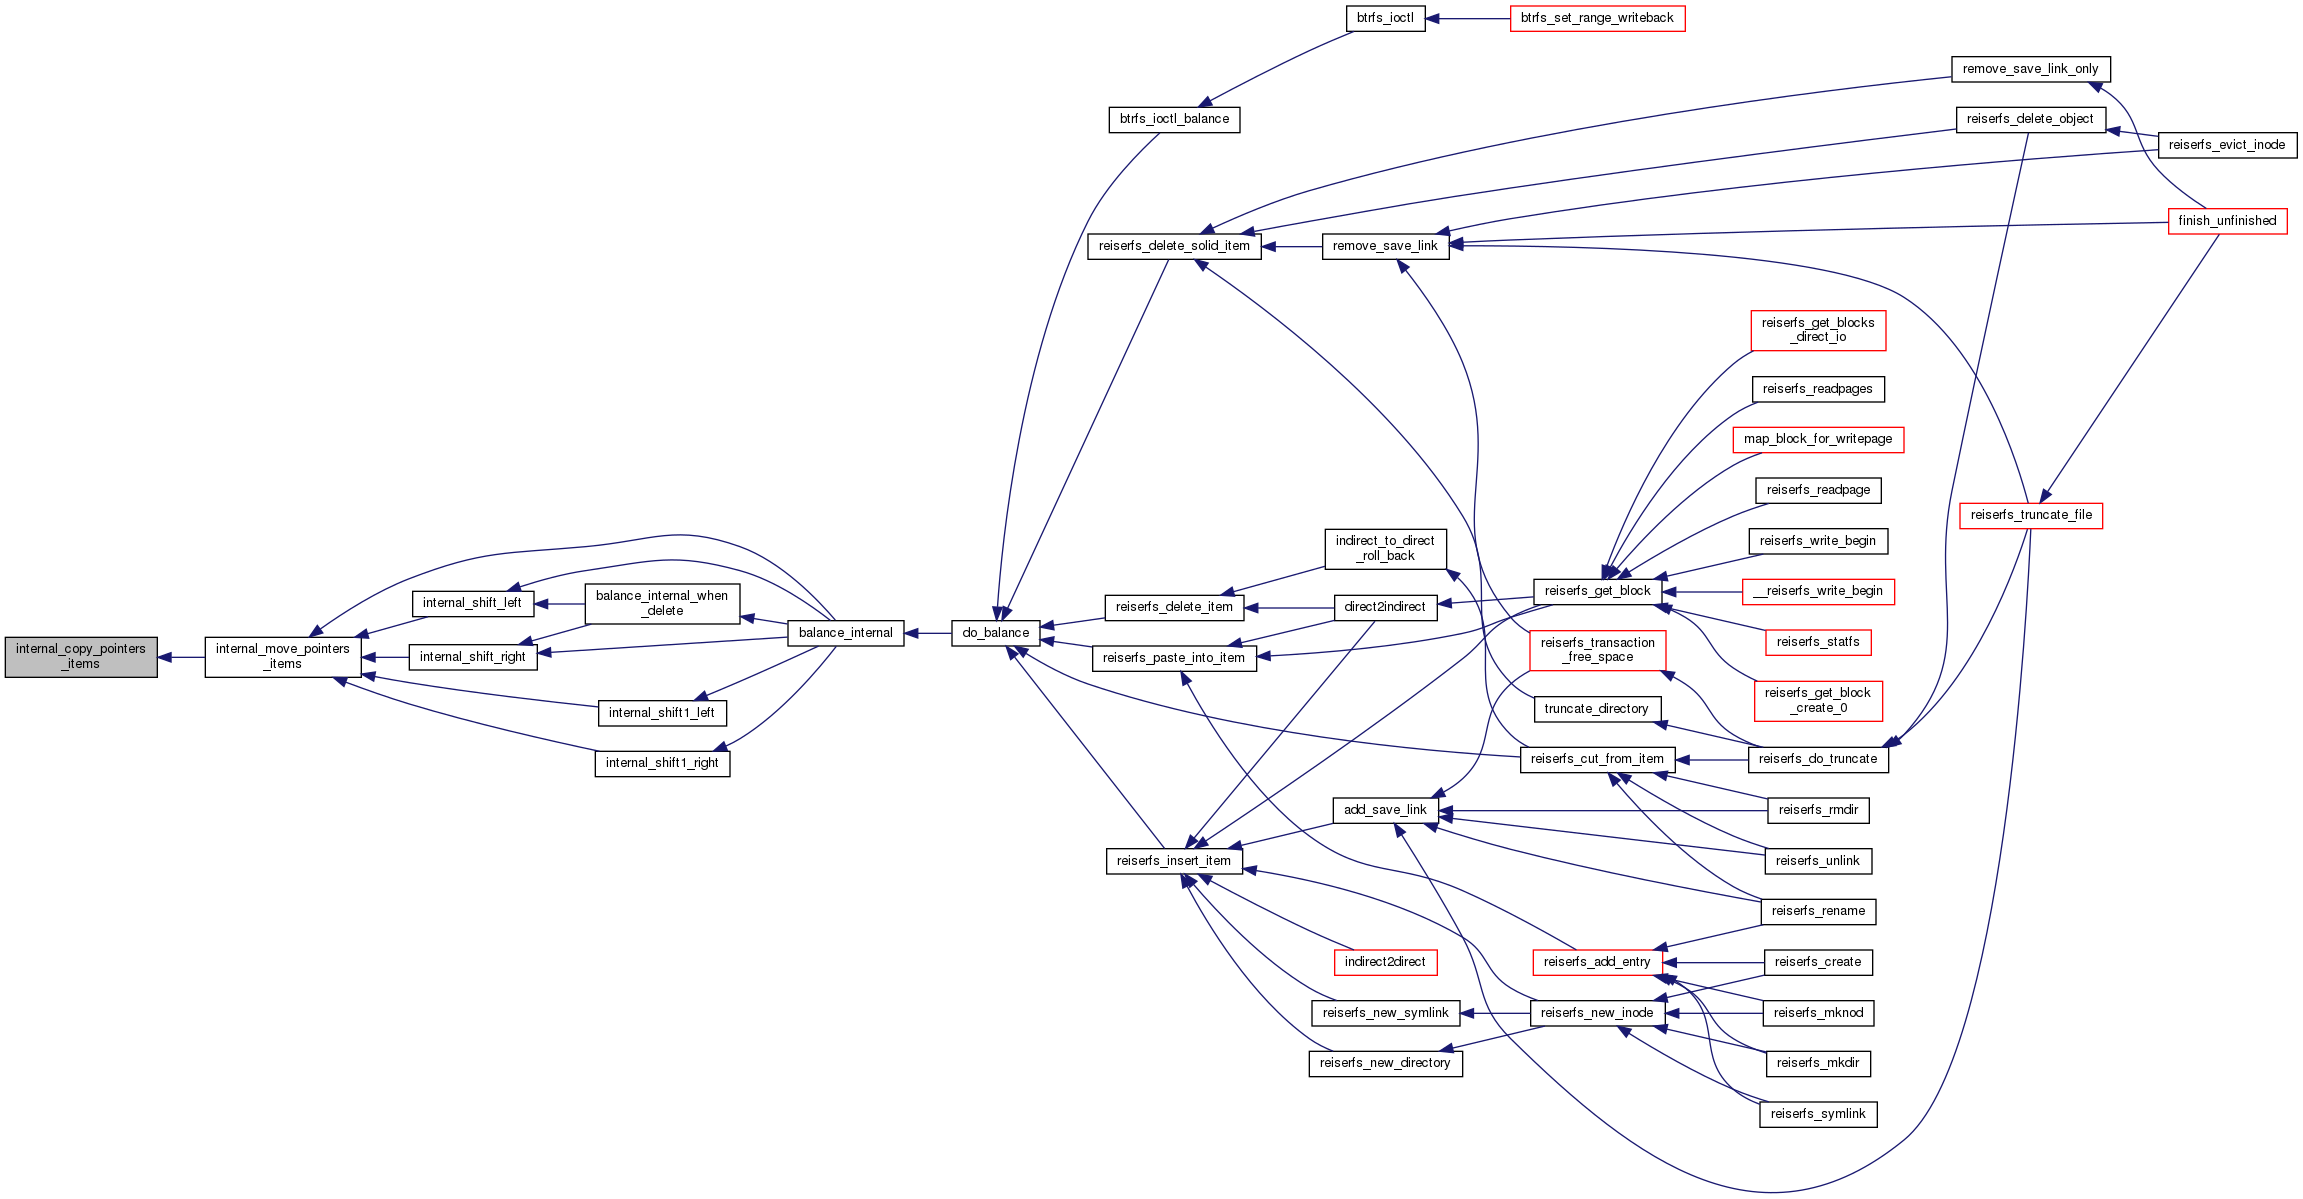 btrfs_ioctl
btrfs_set_range_writeback
remove_save_link_only
btrfs_ioctl_balance
reiserfs_delete_object
reiserfs_evict_inode
finish_unfinished
reiserfs_delete_solid_item
remove_save_link
reiserfs_get_blocks
_direct_io
reiserfs_readpages
map_block_for_writepage
reiserfs_readpage
reiserfs_truncate_file
reiserfs_write_begin
indirect_to_direct
_roll_back
reiserfs_get_block
__reiserfs_write_begin
internal_shift_left
balance_internal_when
_delete
reiserfs_delete_item
direct2indirect
balance_internal
do_balance
reiserfs_statfs
internal_copy_pointers
_items
internal_move_pointers
_items
internal_shift_right
reiserfs_paste_into_item
reiserfs_transaction
_free_space
reiserfs_get_block
_create_0
internal_shift1_left
truncate_directory
internal_shift1_right
reiserfs_cut_from_item
reiserfs_do_truncate
add_save_link
reiserfs_rmdir
reiserfs_insert_item
reiserfs_unlink
reiserfs_rename
indirect2direct
reiserfs_add_entry
reiserfs_create
reiserfs_new_symlink
reiserfs_new_inode
reiserfs_mknod
reiserfs_new_directory
reiserfs_mkdir
reiserfs_symlink